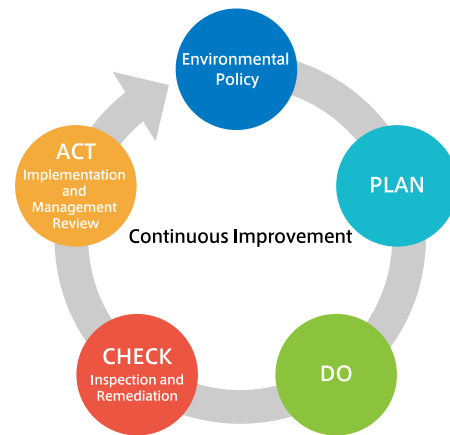 Environmental
Policy
PLAN
DO
CHECK
Inspection and
Remediation
ACT
Implementation
and
Management
Review
Continuous Improvement